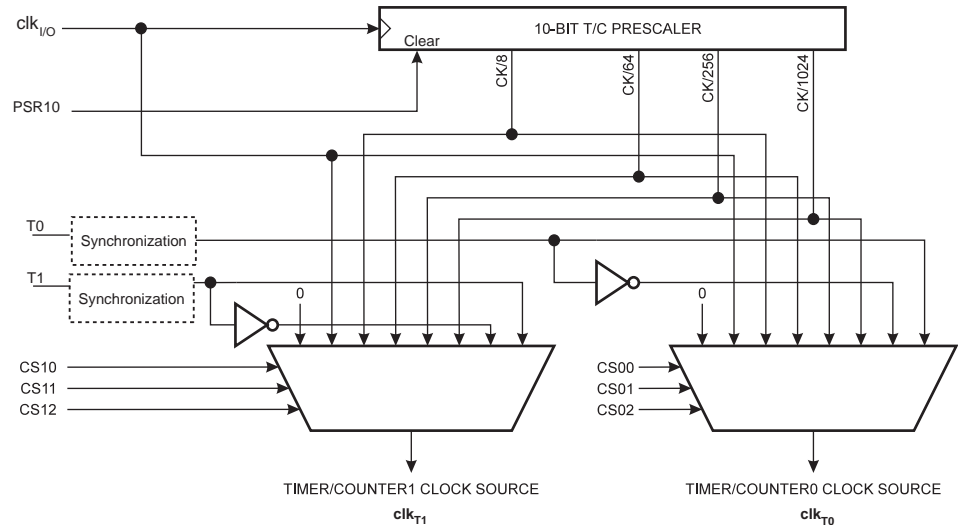 clkI/O
10-BIT T/C PRESCALER
Clear
CK/8
CK/64
CK/256
CK/1024
PSR10
T0
Synchronization
T1
Synchronization
0
0
CS10
CS11
CS12
CS00
CS01
CS02
TIMER/COUNTER1 CLOCK SOURCE
clkT1
TIMER/COUNTER0 CLOCK SOURCE
clkT0